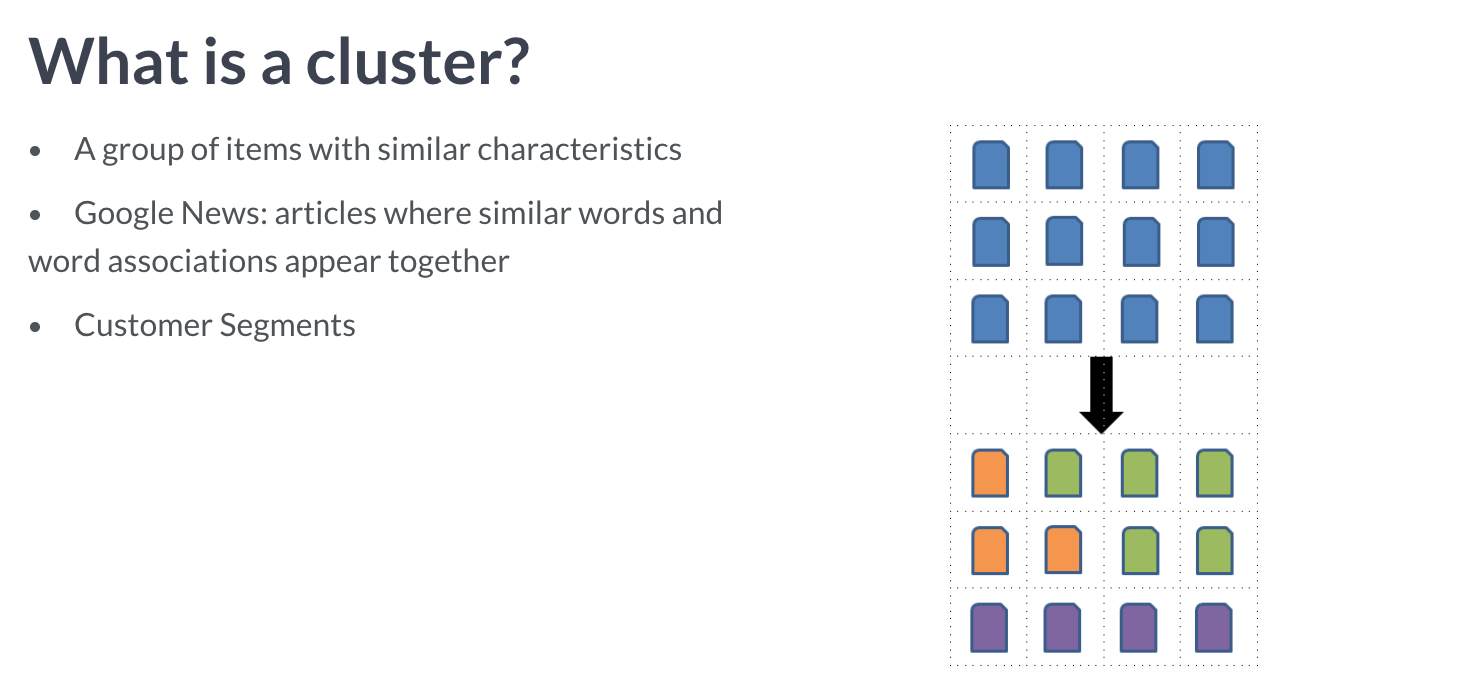 What is a cluster?
• A group of items with similar characteristics
• Google News: articles where similar words and
word associations appear together
• Customer Segments